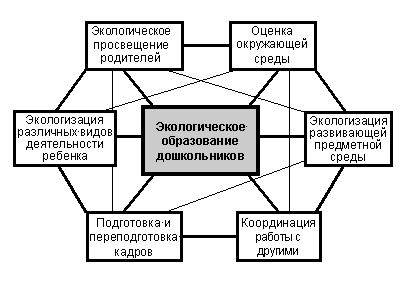 Экологическое
просвещение
родителей
Оценка
окружающей
среды
Экологизация
различных видов
деятельности
ребенка
Экологическое
образование
дошкольников
Экологизация
развивающей
предметной
среды
Подготовка и
переподготовка
кадров
Координация
работы с
другими